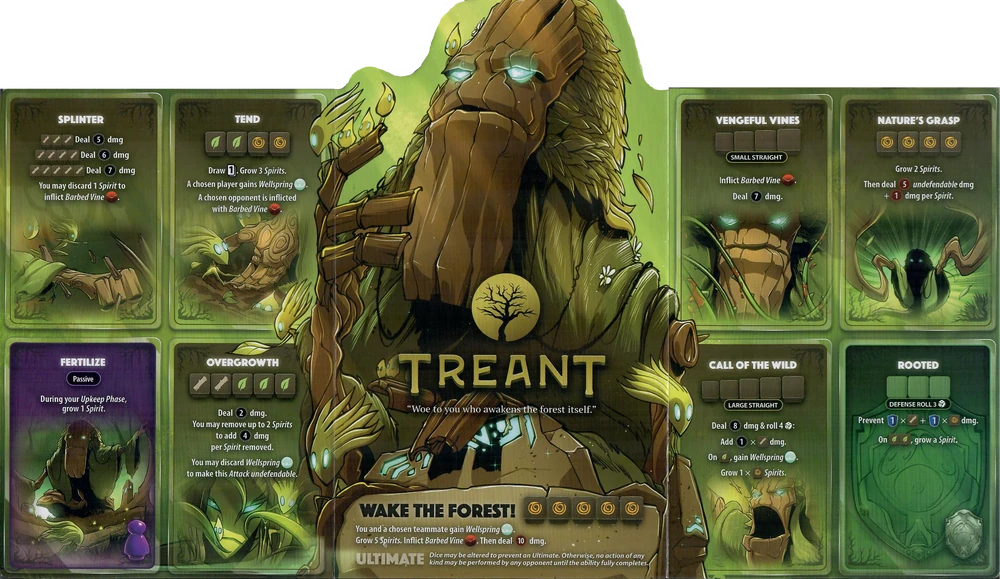 SPLINTER
Deal 5 dmg
Deal 6 dmg
Deal 7 dmg
You may discard 1 Spirit to
inflict Barbed Vine.
TEND
Draw 1. Grow 3 Spirits.
A chosen player gains Wellspring.
A chosen opponent is inflicted
with Barbed Vine.
FERTILIZE
Passive
During your Upkeep Phase,
grow 1 Spirit.
OVERGROWTH
Deal 2 dmg.
You may remove up to 2 Spirits
to add 4 dmg
per Spirit removed.
You may discard Wellspring
to make this Attack undefendable.
TREANT
"Woe to you who awakens the forest itself."
WAKE THE FOREST!
You and a chosen teammate gain Wellspring.
Grow 5 Spirits. Inflict Barbed Vine. Then deal 10 dmg.
ULTIMATE
Dice may be altered to prevent an Ultimate. Otherwise, no action of any
kind may be performed by any opponent until the ability fully completes.
VENGEFUL VINES
SMALL STRAIGHT
Inflict Barbed Vine.
Deal 7 dmg.
NATURE'S GRASP
Grow 2 Spirits.
Then deal 5 undefendable dmg
+ 1 dmg per Spirit.
CALL OF THE WILD
LARGE STRAIGHT
Deal 8 dmg & roll 4:
Add 1 × dmg.
On, gain Wellspring.
Grow 1 × Spirits.
ROOTED
DEFENSE ROLL 3
Prevent 1 × + 1 × dmg.
On, grow a Spirit.